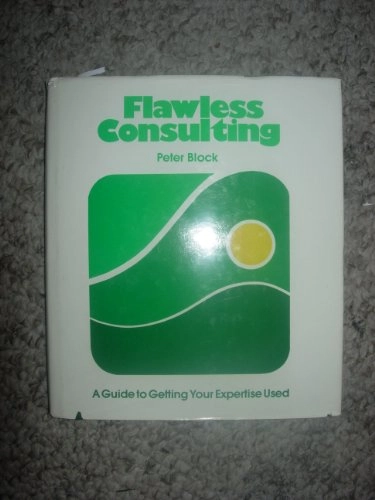 Flawless
Consulting
Peter Block
A Guide to Getting Your Expertise Used